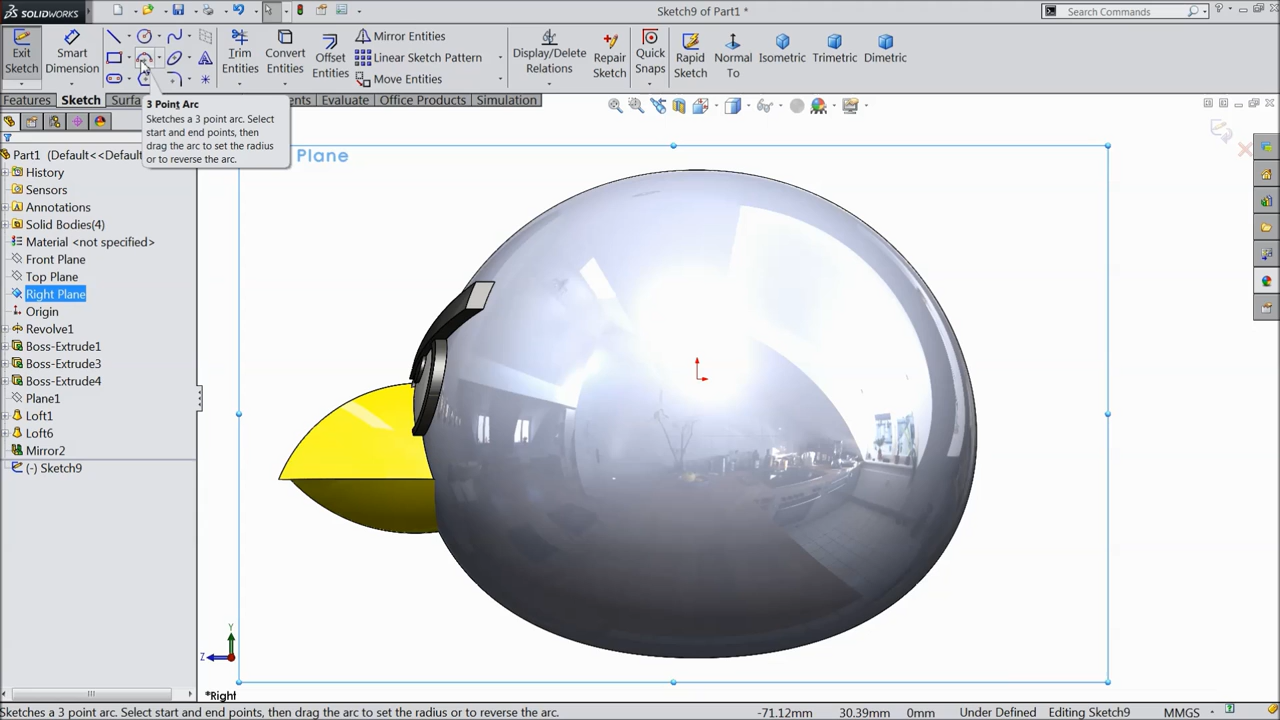 SOLIDWORKS
Sketch9 of Part1 *
Search Commands
Exit
Sketch
Smart
Dimension
Trim
Entities
Convert
Entities
Offset
Entities
Mirror Entities
Linear Sketch Pattern
Move Entities
Display/Delete
Relations
Repair
Sketch
Quick
Snaps
Rapid
Sketch
Normal
To
Isometric
Trimetric
Dimetric
Features
Sketch
Surfa
ents
Evaluate
Office Products
Simulation
3 Point Arc
Sketches a 3 point arc. Select
start and end points, then
drag the arc to set the radius
or to reverse the arc.
Part1 (Default<<Default
History
Sensors
Annotations
Solid Bodies(4)
Material <not specified>
Front Plane
Top Plane
Right Plane
Origin
Revolve1
Boss-Extrude1
Boss-Extrude3
Boss-Extrude4
Plane1
Loft1
Loft6
Mirror2
(-) Sketch9
Plane
Y
Z
*Right
Sketches a 3 point arc. Select start and end points, then drag the arc to set the radius or to reverse the arc.
-71.12mm
30.39mm
0mm
Under Defined
Editing Sketch9
MMGS